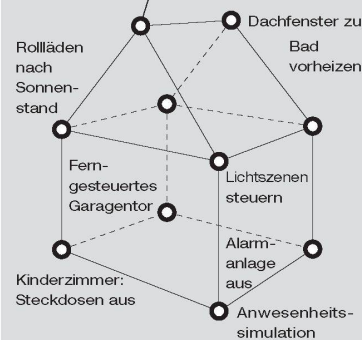 Dachfenster zu
Rollläden
nach
Sonnen-
stand
Bad
vorheizen
Fern-
gesteuertes
Garagentor
Lichtszenen
steuern
Alarm-
anlage
aus
Kinderzimmer:
Steckdosen aus
Anwesenheits-
simulation